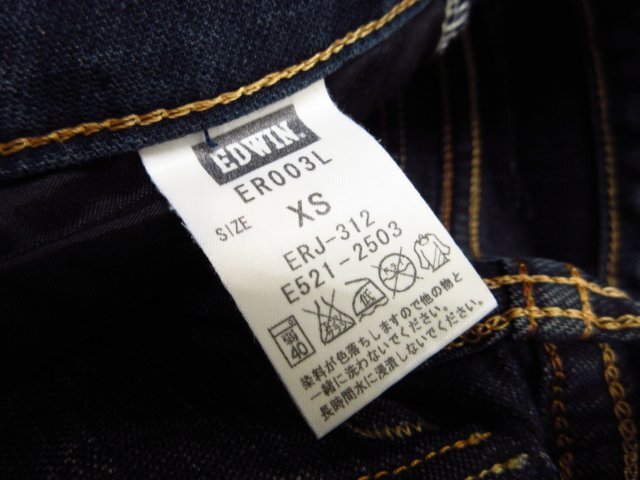 EDWIN.
ER003L
SIZE XS
ERJ-312
E521-2503
弱
40
低
染料が色落ちしますので他の物と
一緒に洗わないでください。
長時間水に浸漬しないでください。